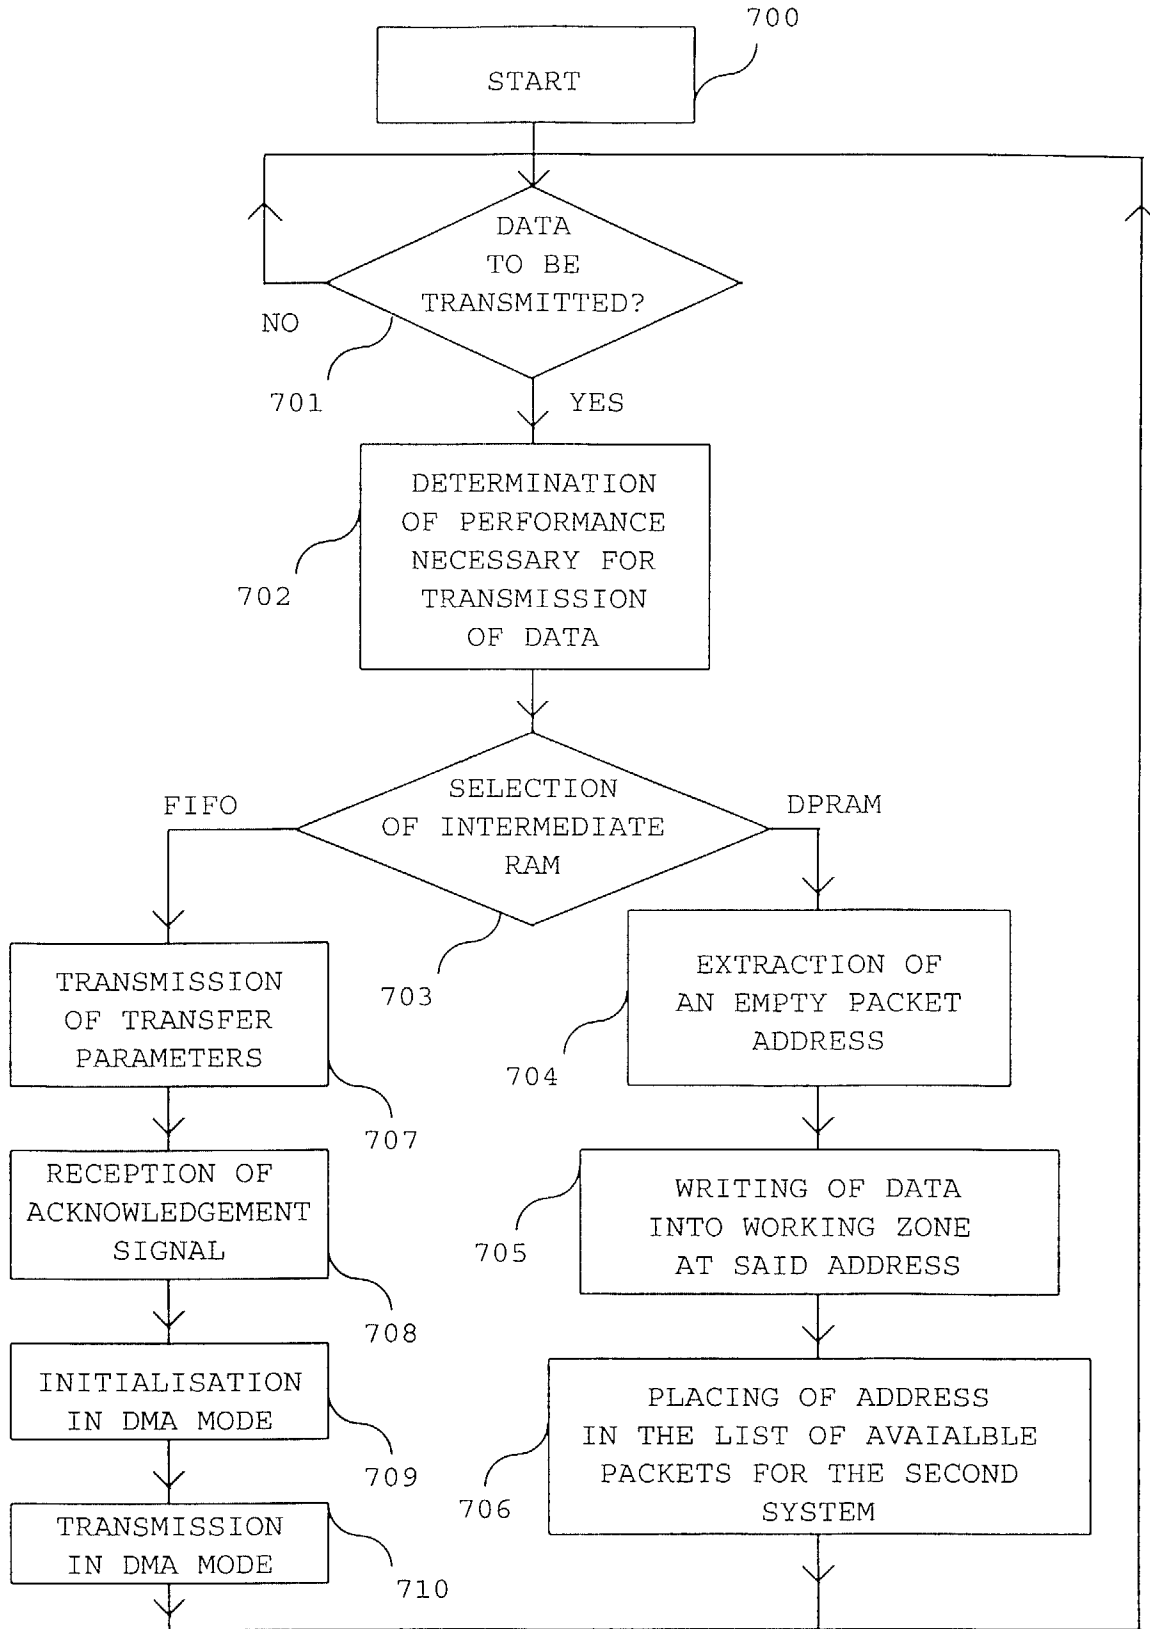 700
START
DATA
TO BE
TRANSMITTED?
NO
701
YES
DETERMINATION
OF PERFORMANCE
NECESSARY FOR
TRANSMISSION
OF DATA
702
SELECTION
OF INTERMEDIATE
RAM
FIFO
DPRAM
703
TRANSMISSION
OF TRANSFER
PARAMETERS
707
RECEPTION OF
ACKNOWLEDGEMENT
SIGNAL
708
INITIALISATION
IN DMA MODE
709
TRANSMISSION
IN DMA MODE
710
EXTRACTION OF
AN EMPTY PACKET
ADDRESS
704
WRITING OF DATA
INTO WORKING ZONE
AT SAID ADDRESS
705
PLACING OF ADDRESS
IN THE LIST OF AVAIALBLE
PACKETS FOR THE SECOND
SYSTEM
706